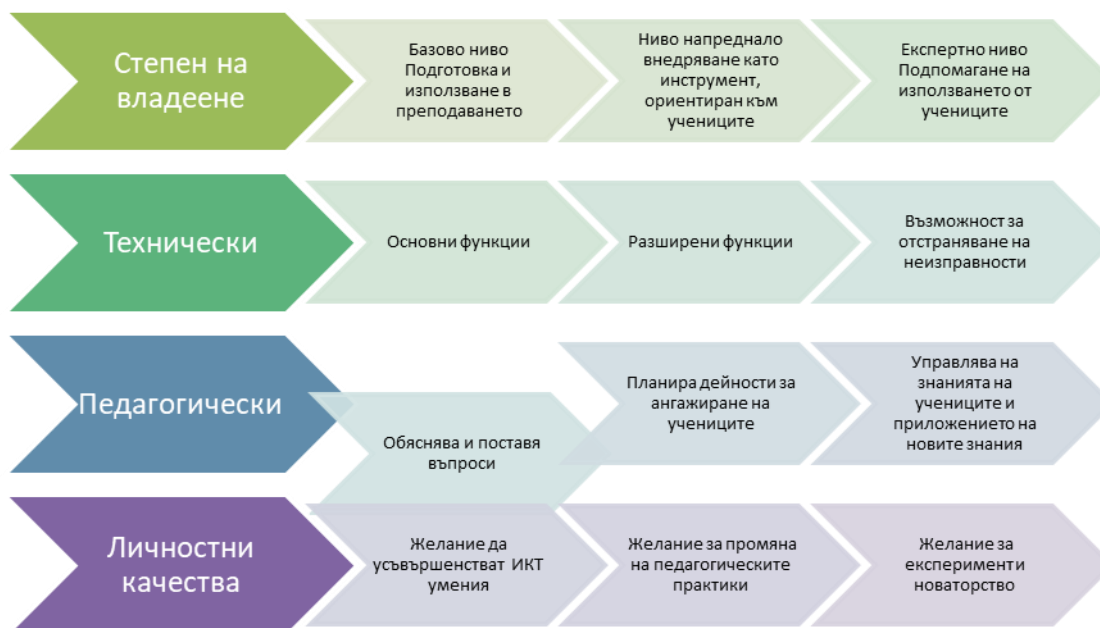 Степен на
владеене
Базово ниво
Подготовка и
използване в
преподаването
Ниво напреднало
внедряване като
инструмент,
ориентиран към
учениците
Експертно ниво
Подпомагане на
използването от
учениците
Технически
Основни функции
Разширени функции
Възможност за
отстраняване на
неизправности
Педагогически
Обяснява и поставя
въпроси
Планира дейности за
ангажиране на
учениците
Управлява на
знанията на
учениците и
приложението на
новите знания
Личностни
качества
Желание да
усъвършенстват ИКТ
умения
Желание за промяна
на педагогическите
практики
Желание за
експеримент и
новаторство